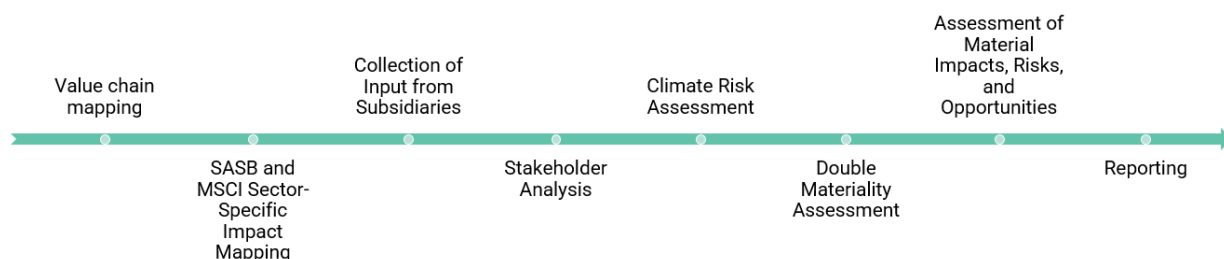 Value chain
mapping
SASB and
MSCI Sector-
Specific
Impact
Mapping
Collection of
Input from
Subsidiaries
Stakeholder
Analysis
Climate Risk
Assessment
Double
Materiality
Assessment
Assessment of
Material
Impacts, Risks,
and
Opportunities
Reporting